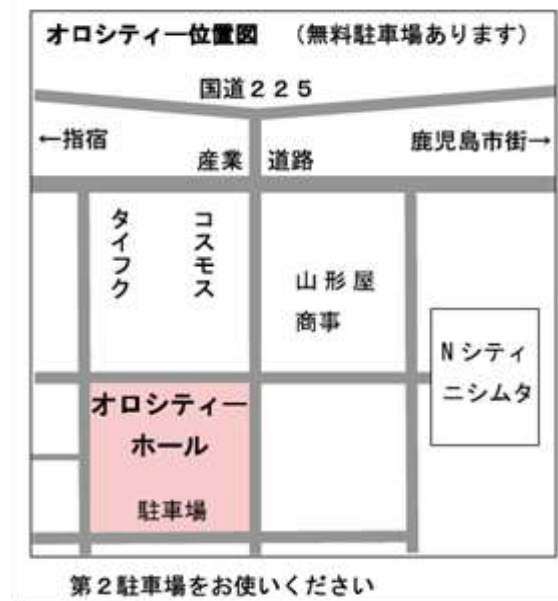 オロシティー位置図 (無料駐車場あります)
国道225
←指宿
鹿児島市街→
産業 道路
タイフク
コスモス
山形屋
商事
Nシティ
ニシムタ
オロシティー
ホール
駐車場
第2駐車場をお使いください